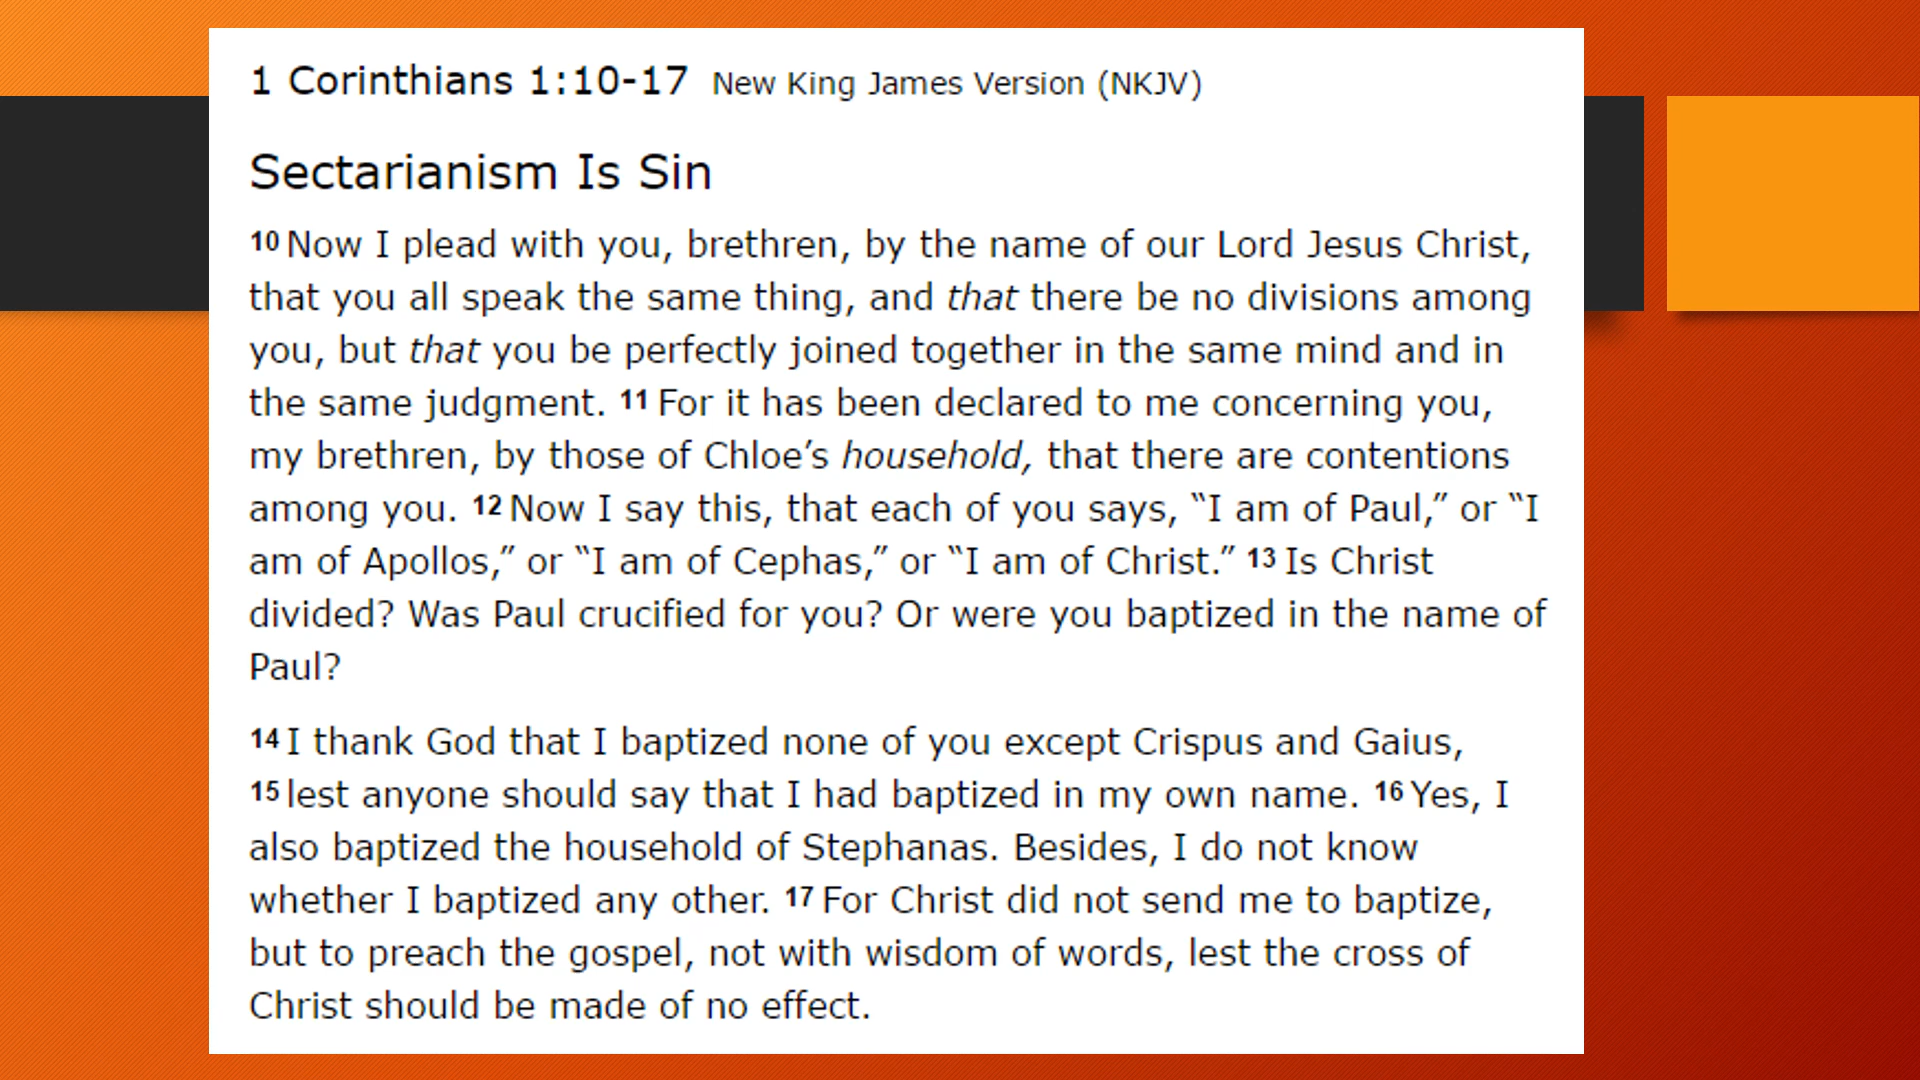 1 Corinthians 1:10-17 New King James Version (NKJV)
Sectarianism Is Sin
10 Now I plead with you, brethren, by the name of our Lord Jesus Christ,
that you all speak the same thing, and that there be no divisions among
you, but that you be perfectly joined together in the same mind and in
the same judgment. 11 For it has been declared to me concerning you,
my brethren, by those of Chloe’s household, that there are contentions
among you. 12 Now I say this, that each of you says, “I am of Paul,” or “I
am of Apollos,” or “I am of Cephas,” or “I am of Christ.” 13 Is Christ
divided? Was Paul crucified for you? Or were you baptized in the name of
Paul?
14 I thank God that I baptized none of you except Crispus and Gaius,
15 lest anyone should say that I had baptized in my own name. 16 Yes, I
also baptized the household of Stephanas. Besides, I do not know
whether I baptized any other. 17 For Christ did not send me to baptize,
but to preach the gospel, not with wisdom of words, lest the cross of
Christ should be made of no effect.